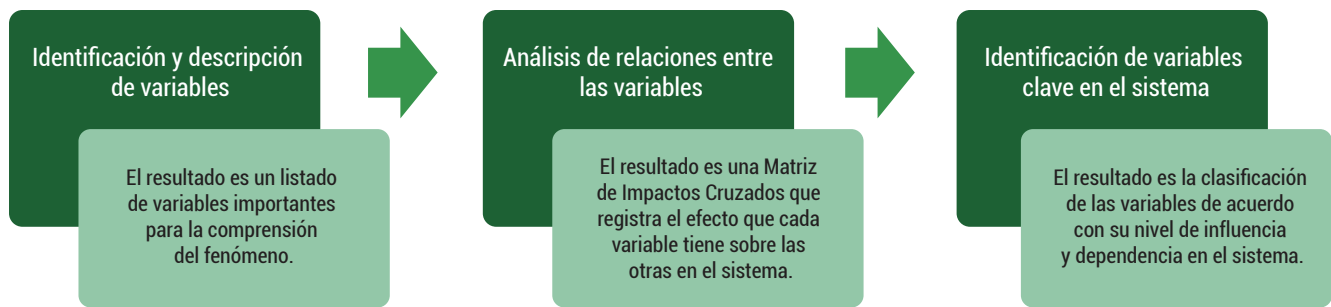 Identificación y descripción
de variables
El resultado es un listado
de variables importantes
para la comprensión
del fenómeno.
Análisis de relaciones entre
las variables
El resultado es una Matriz
de Impactos Cruzados que
registra el efecto que cada
variable tiene sobre las
otras en el sistema.
Identificación de variables
clave en el sistema
El resultado es la clasificación
de las variables de acuerdo
con su nivel de influencia
y dependencia en el sistema.